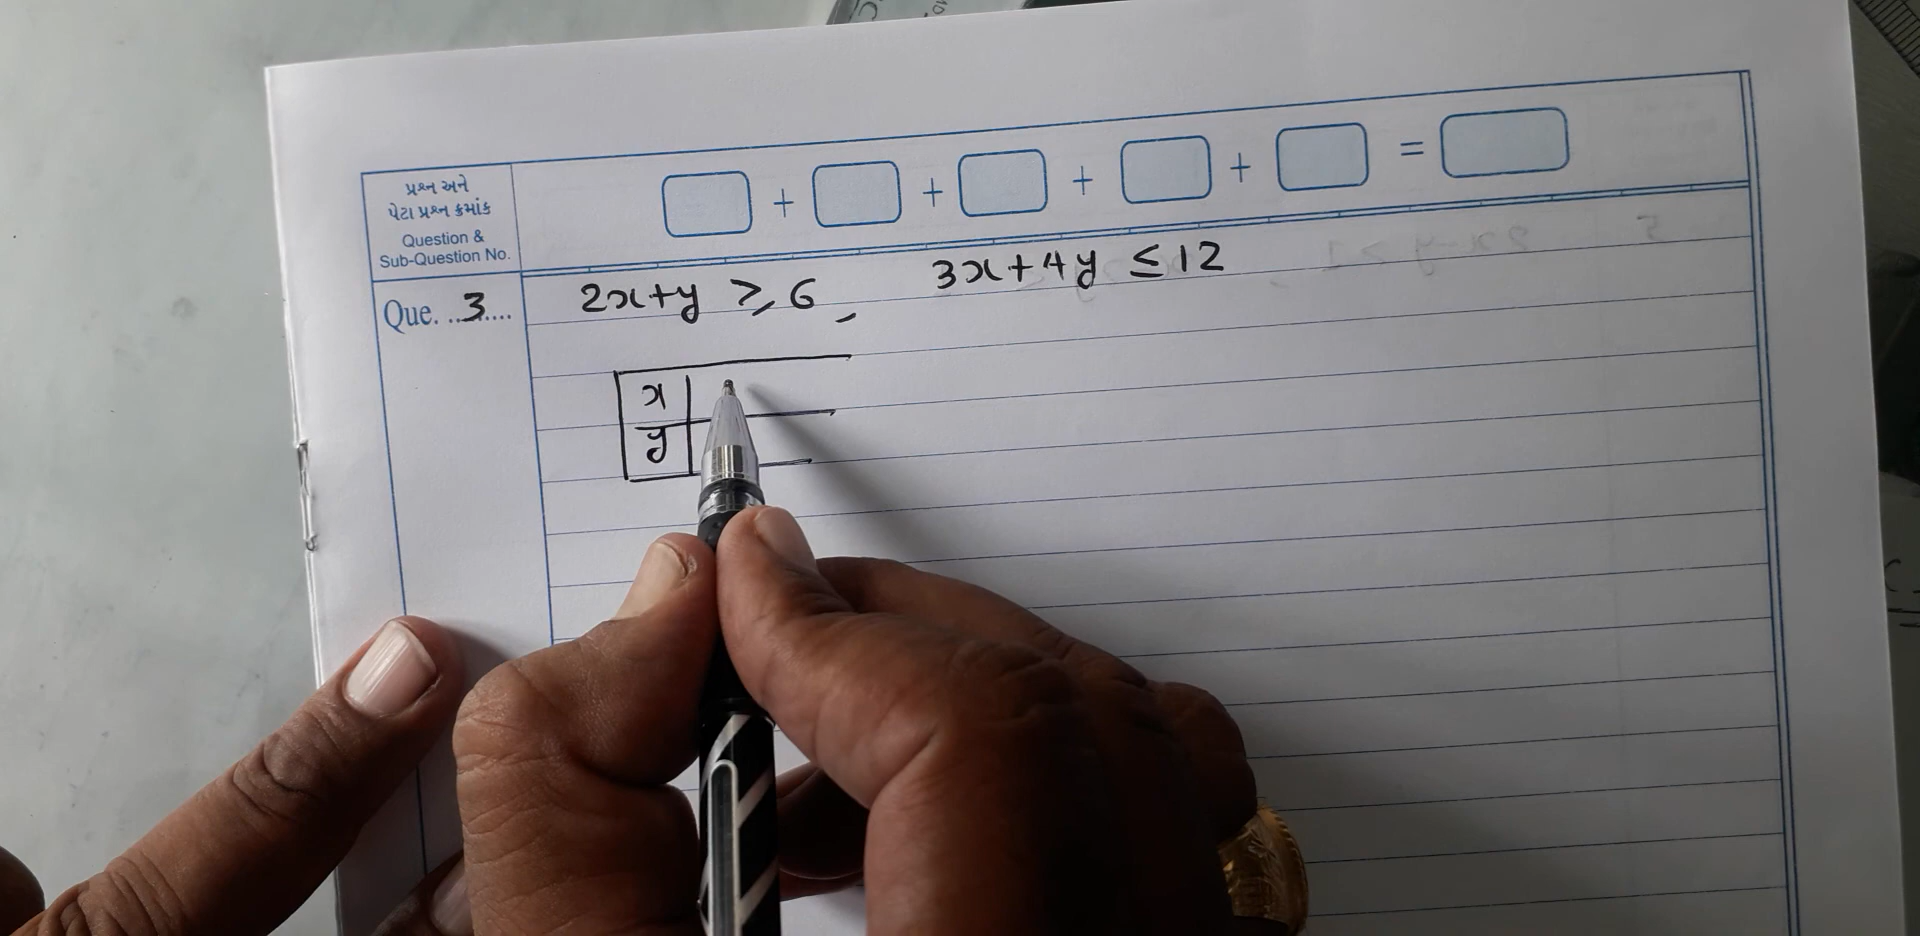 પ્રશ્ન અને
પેટા પ્રશ્ન ક્રમાંક
Question &
Sub-Question No.
+ + + + =
Que. ..3....
2x+y ≥ 6, 3x+4y ≤ 12
x
y